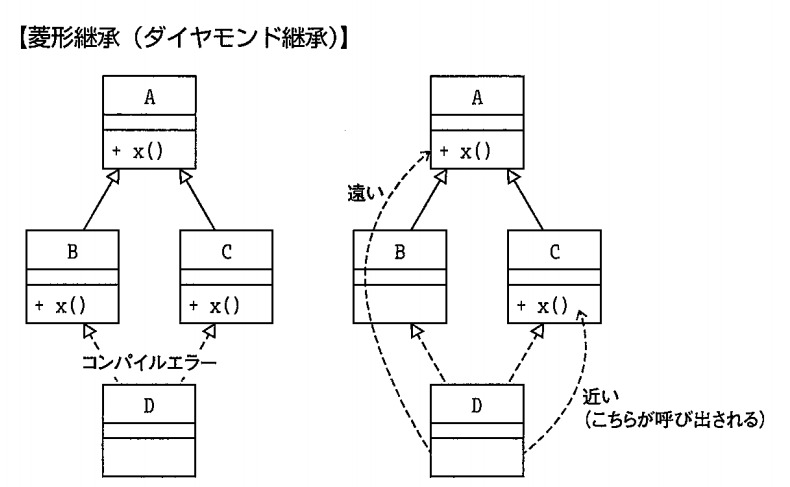 【菱形継承（ダイヤモンド継承）】
A
+ x()
B
+ x()
C
+ x()
コンパイルエラー
D
A
+ x()
遠い
B
C
+ x()
D
近い
（こちらが呼び出される）